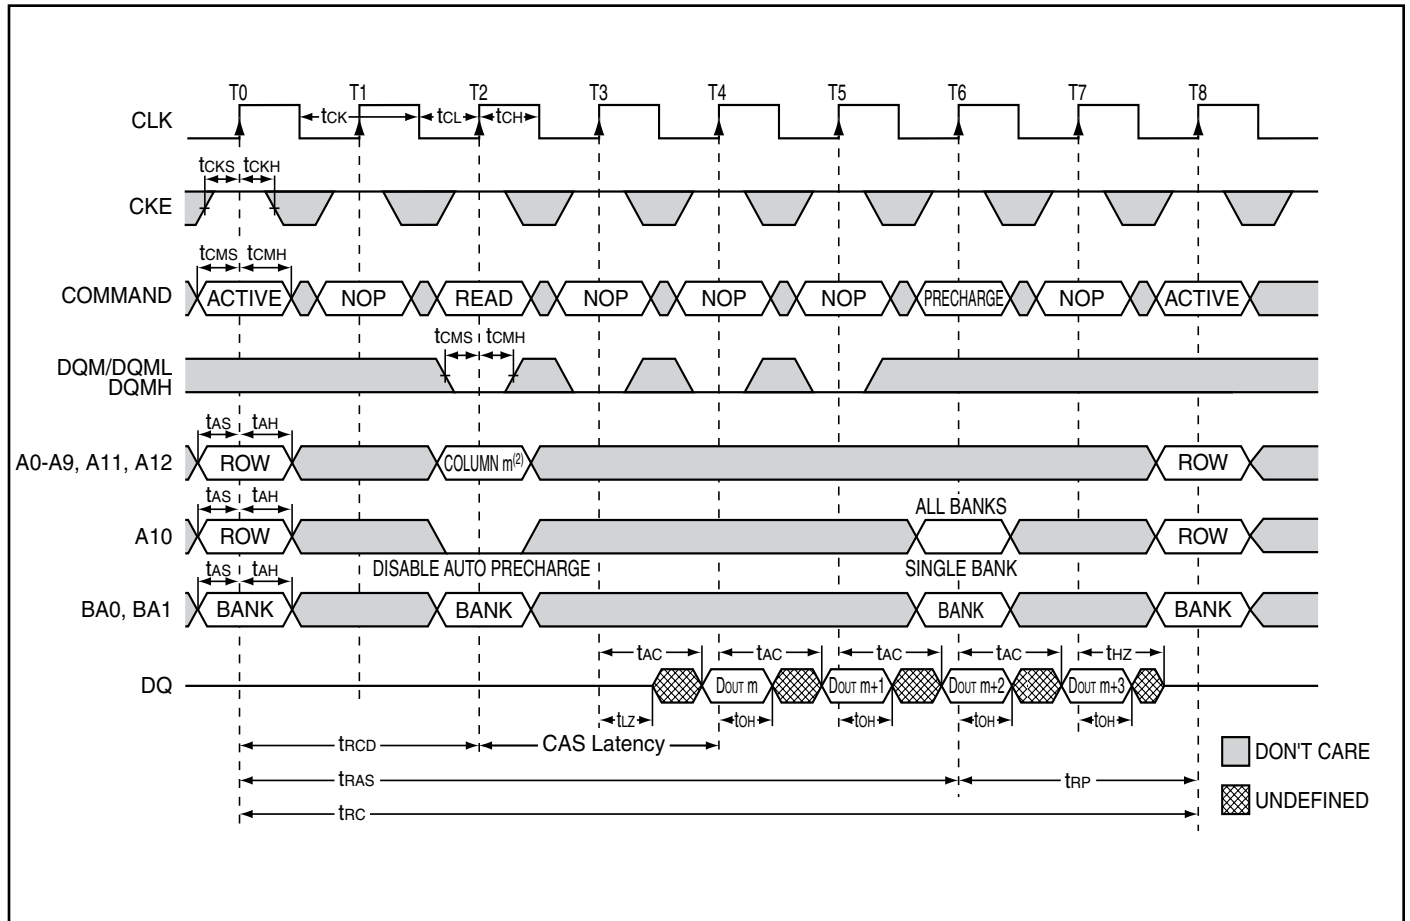 T0 T1 T2 T3 T4 T5 T6 T7 T8
CLK tCK tCL tCH
tCKS tCKH
CKE
tCMS tCMH
COMMAND ACTIVE NOP READ NOP NOP NOP PRECHARGE NOP ACTIVE
tCMS tCMH
DQM/DQML
DQMH
tAS tAH
A0-A9, A11, A12 ROW COLUMN m(2) ROW
tAS tAH ALL BANKS
A10 ROW ROW
DISABLE AUTO PRECHARGE SINGLE BANK
tAS tAH
BA0, BA1 BANK BANK BANK BANK
tAC tAC tAC tAC tHZ
DQ DOUT m DOUT m+1 DOUT m+2 DOUT m+3
tLZ tOH tOH tOH tOH
tRCD CAS Latency
DON'T CARE
tRAS tRP
UNDEFINED
tRC